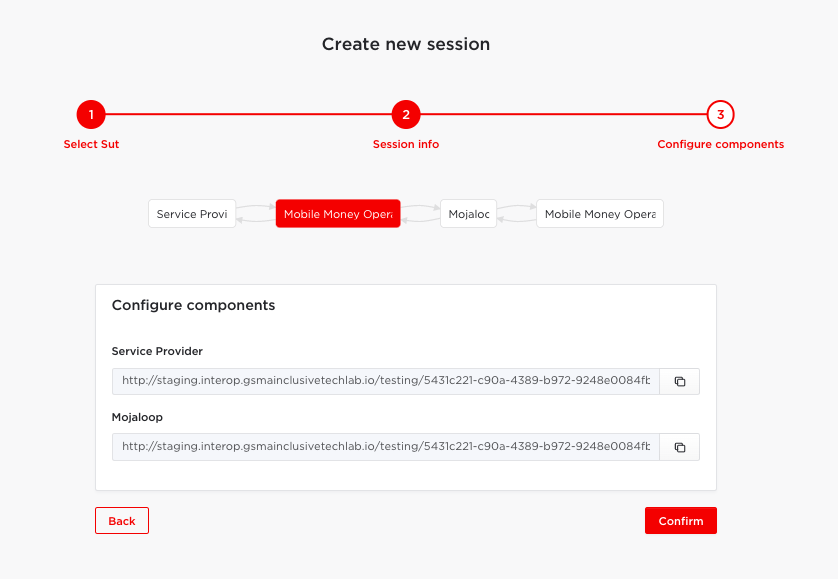 Create new session
1
2
3
Select Sut
Session info
Configure components
Service Provi
Mobile Money Opera
Mojaloc
Mobile Money Opera
Configure components
Service Provider
http://staging.interop.gsmainclusivetechlab.io/testing/5431c221-c90a-4389-b972-9248e0084fb
Mojaloop
http://staging.interop.gsmainclusivetechlab.io/testing/5431c221-c90a-4389-b972-9248e0084fb
Back
Confirm